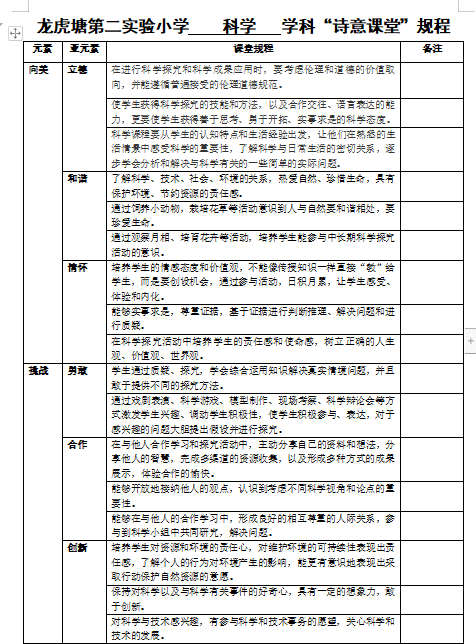 龙虎塘第二实验小学 科学 学科“诗意课堂”规程
元素 亚元素 课堂规程 备注
向美 立德 在进行科学探究和科学成果应用时，要考虑伦理和道德的价值取
向，并能遵循普遍接受的伦理道德规范。
使学生获得科学探究的技能和方法，以及合作交往、语言表达的能
力，更要使学生获得善于思考、勇于开拓、实事求是的科学态度。
科学课程要从学生的认知特点和生活经验出发，让他们在熟悉的生
活情景中感受科学的重要性，了解科学与日常生活的密切关系，逐
步学会分析和解决与科学有关的一些简单的实际问题。
和谐 了解科学、技术、社会、环境的关系，热爱自然、珍惜生命，具有
保护环境、节约资源的责任感。
通过饲养小动物，栽培花草等活动意识到人与自然要和谐相处，要
珍爱生命。
通过观察月相、培育花卉等活动，培养学生能参与中长期科学探究
活动的意识。
情怀 培养学生的情感态度和价值观，不能像传授知识一样直接“教”给
学生，而是要创设机会，通过参与活动，日积月累，让学生感受、
体验和内化。
能够实事求是，尊重证据，基于证据进行判断推理、解决问题和进
行质疑。
在科学探究活动中培养学生的责任感和使命感，树立正确的人生
观、价值观、世界观。
挑战 勇敢 学生通过质疑、探究，学会综合运用知识解决真实情境问题，并且
敢于提供不同的探究方法。
通过戏剧表演、科学游戏、模型制作、现场考察、科学辩论会等方
式激发学生兴趣、调动学生积极性，使学生积极参与、表达，对于
感兴趣的问题大胆提出假设并进行探究。
合作 在与他人合作学习和探究活动中，主动分享自己的资料和想法，分
享他人的智慧，完成多渠道的资源收集，以及形成多种方式的成果
展示，体验合作的愉快。
能够开放地接纳他人的观点，认识到考虑不同科学视角和论点的重
要性。
能够在与他人的合作学习中，形成良好的相互尊重的人际关系，参
与到科学小组中共同研究，解决问题。
创新 培养学生对资源和环境的责任心，对维护环境的可持续性表现出责
任感，了解个人的行为对环境产生的影响，能更有意识地表现出采
取行动保护自然资源的意愿。
保持对科学以及与科学有关事件的好奇心，具有一定的想象力，敢
于创新。
对科学与技术感兴趣，有参与科学和技术事务的愿望，关心科学和
技术的发展。